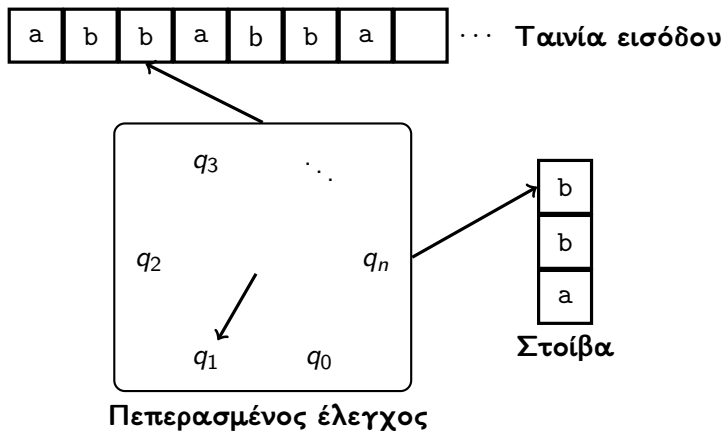 a b b a b b a ··· Ταινία εισόδου
q3 ⋱
b
b
q2 qn
a
Στοίβα
q1 q0
Πεπερασμένος έλεγχος